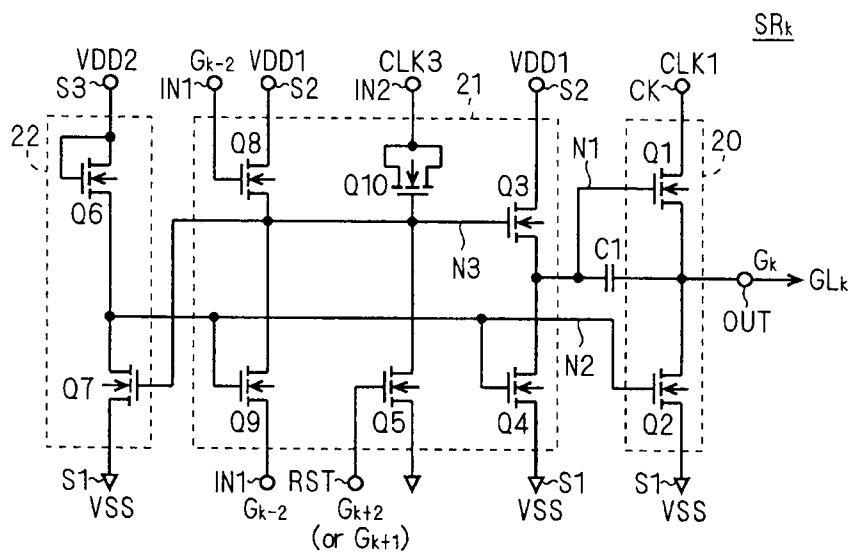 SRk
VDD2 Gk-2 VDD1 CLK3 VDD1 CLK1
S3 IN1 S2 IN2 21 S2 CK
22 Q8 20
Q6 Q10 Q3 N1 Q1
N3 C1 Gk GLk
OUT
N2
Q7 Q9 Q5 Q4 Q2
S1 IN1 RST S1 S1
VSS Gk-2 Gk+2 VSS VSS
(or Gk+1)